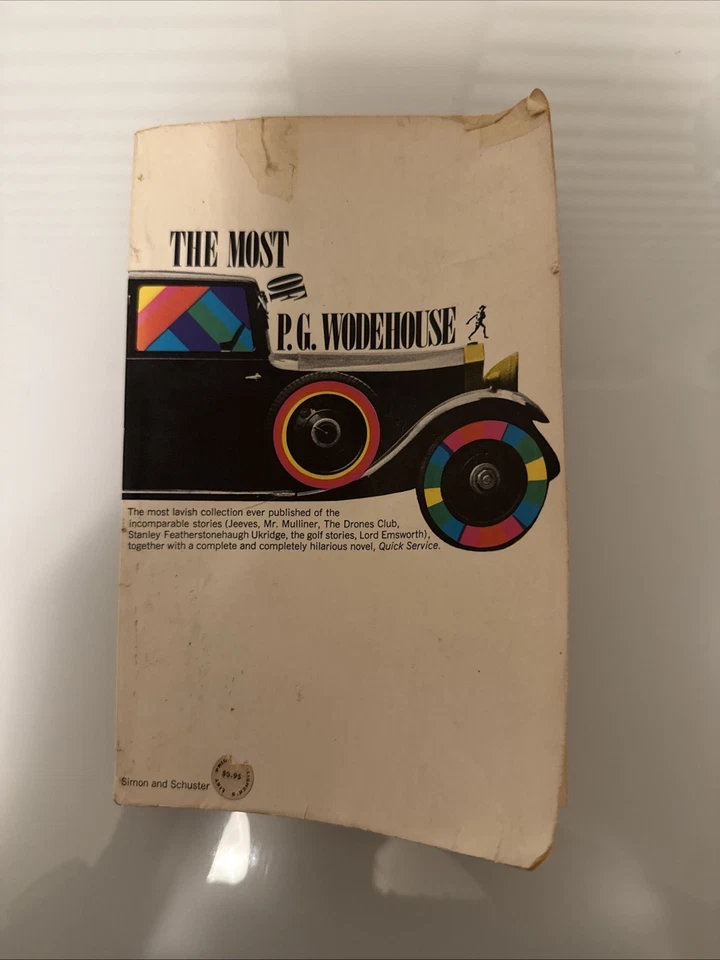 THE MOST
OF
P. G. WODEHOUSE
The most lavish collection ever published of the
incomparable stories (Jeeves, Mr. Mulliner, The Drones Club,
Stanley Featherstonehaugh Ukridge, the golf stories, Lord Emsworth),
together with a complete and completely hilarious novel, Quick Service.
Simon and Schuster